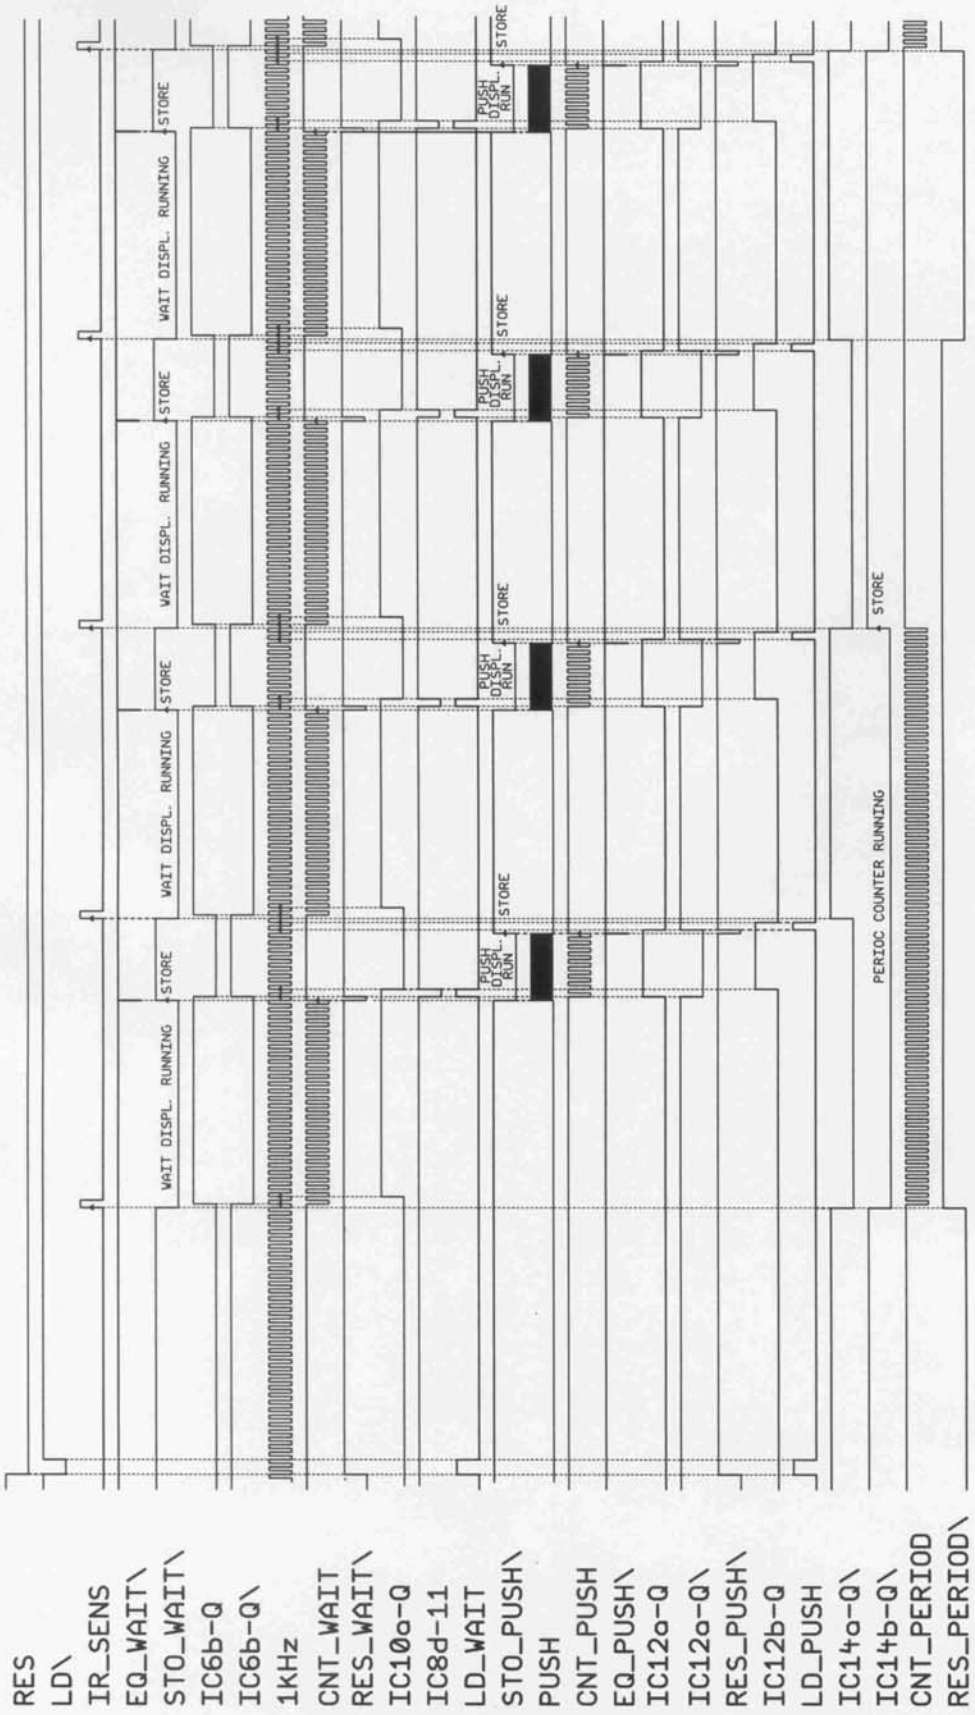 RES
LD\
IR_SENS
EQ_WAIT\
STO_WAIT\ WAIT DISPL. RUNNING STORE WAIT DISPL. RUNNING STORE WAIT DISPL. RUNNING STORE WAIT DISPL. RUNNING STORE
IC6b-Q
IC6b-Q\
1KHz
CNT_WAIT
RES_WAIT\
IC10a-Q
IC8d-11
LD_WAIT
STO_PUSH\
PUSH
DISPL.
RUN
STORE
PUSH
DISPL.
RUN
STORE
PUSH
DISPL.
RUN
STORE
PUSH
DISPL.
RUN
STORE
PUSH
CNT_PUSH
EQ_PUSH\
IC12a-Q
IC12a-Q\
RES_PUSH\
IC12b-Q
LD_PUSH
IC14a-Q\
IC14b-Q\ PERIOC COUNTER RUNNING STORE
CNT_PERIOD
RES_PERIOD\